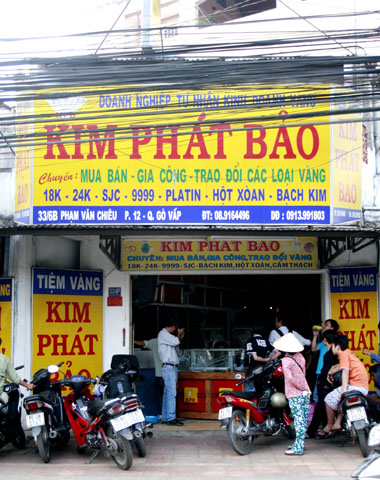 DOANH NGHIỆP TƯ NHÂN KINH DOANH VÀNG
KIM PHÁT BẢO
Chuyên: MUA BÁN - GIA CÔNG - TRAO ĐỔI CÁC LOẠI VÀNG
18K - 24K - SJC - 9999 - PLATIN - HỘT XOÀN - BẠCH KIM
33/6B PHẠM VĂN CHIÊU, P. 12 - Q. GÒ VẤP ĐT: 08.9164496 DĐ : 0913.991803
KIM PHAT BAO
CHUYÊN : MUA,BÁN,GIA CÔNG,TRAO ĐỔI VÀNG
18K-24K-9999-SJC-BẠCH KIM,HỘT XOÀN,CẨM THẠCH
TIỆM VÀNG
KIM
PHÁT
BẢO
TIỆM VÀNG
KIM
PHÁT